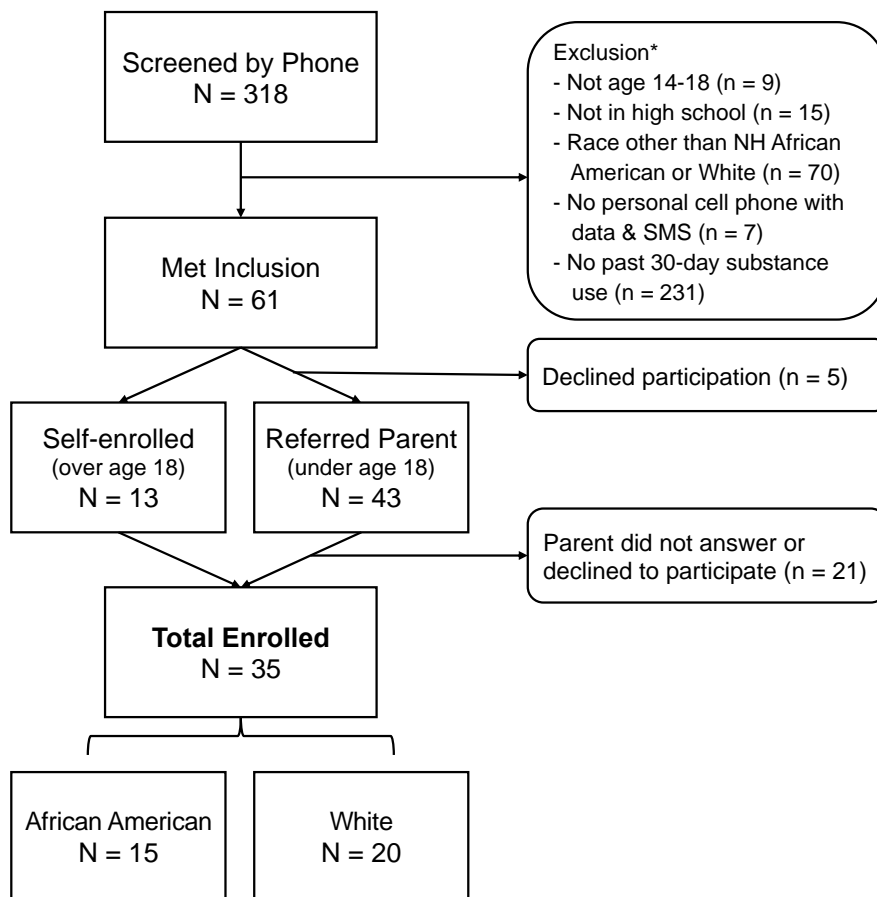 Screened by Phone
N = 318
Exclusion*
- Not age 14-18 (n = 9)
- Not in high school (n = 15)
- Race other than NH African
American or White (n = 70)
- No personal cell phone with
data & SMS (n = 7)
- No past 30-day substance
use (n = 231)
Met Inclusion
N = 61
Declined participation (n = 5)
Self-enrolled
(over age 18)
N = 13
Referred Parent
(under age 18)
N = 43
Parent did not answer or
declined to participate (n = 21)
Total Enrolled
N = 35
African American
N = 15
White
N = 20